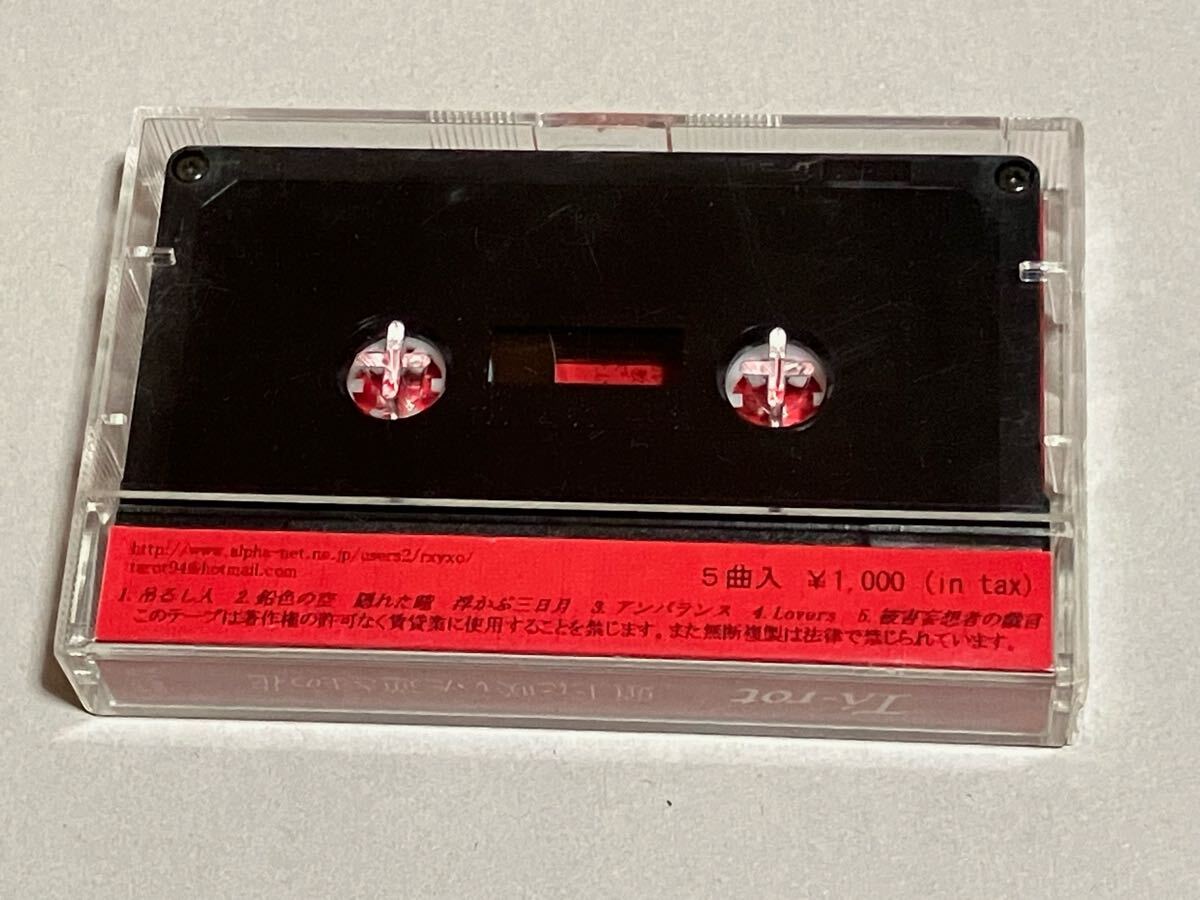 http://www.alpha-net.ne.jp/users2/rxyxo/
tarot94@hotmail.com
5曲入 ¥1,000 (in tax)
1. 吊るし人 2. 鉛色の空 隠れた瞳 浮かぶ三日月 3. アンバランス 4. Lovers 5. 被害妄想者の戯言
このテープは著作権の許可なく賃貸業に使用することを禁じます。また無断複製は法律で禁じられています。
TA-rot